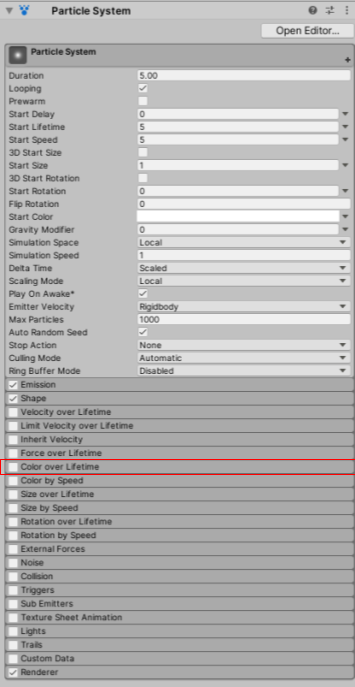 Particle System
Open Editor...
Particle System
Duration 5.00
Looping
Prewarm
Start Delay 0
Start Lifetime 5
Start Speed 5
3D Start Size
Start Size 1
3D Start Rotation
Start Rotation 0
Flip Rotation 0
Start Color
Gravity Modifier 0
Simulation Space Local
Simulation Speed 1
Delta Time Scaled
Scaling Mode Local
Play On Awake*
Emitter Velocity Rigidbody
Max Particles 1000
Auto Random Seed
Stop Action None
Culling Mode Automatic
Ring Buffer Mode Disabled
Emission
Shape
Velocity over Lifetime
Limit Velocity over Lifetime
Inherit Velocity
Force over Lifetime
Color over Lifetime
Color by Speed
Size over Lifetime
Size by Speed
Rotation over Lifetime
Rotation by Speed
External Forces
Noise
Collision
Triggers
Sub Emitters
Texture Sheet Animation
Lights
Trails
Custom Data
Renderer